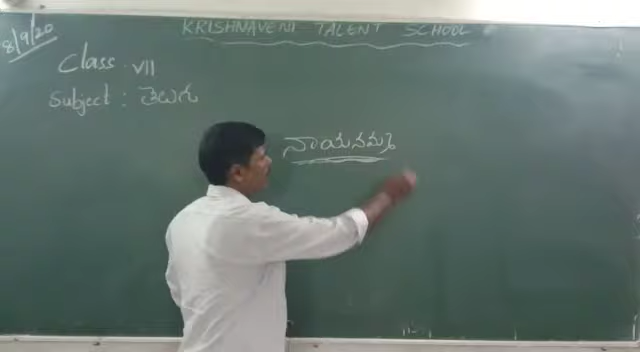 KRISHNAVENI TALENT SCHOOL
8/9/20
Class : VII
Subject : తెలుగు
నాయనమ్మ